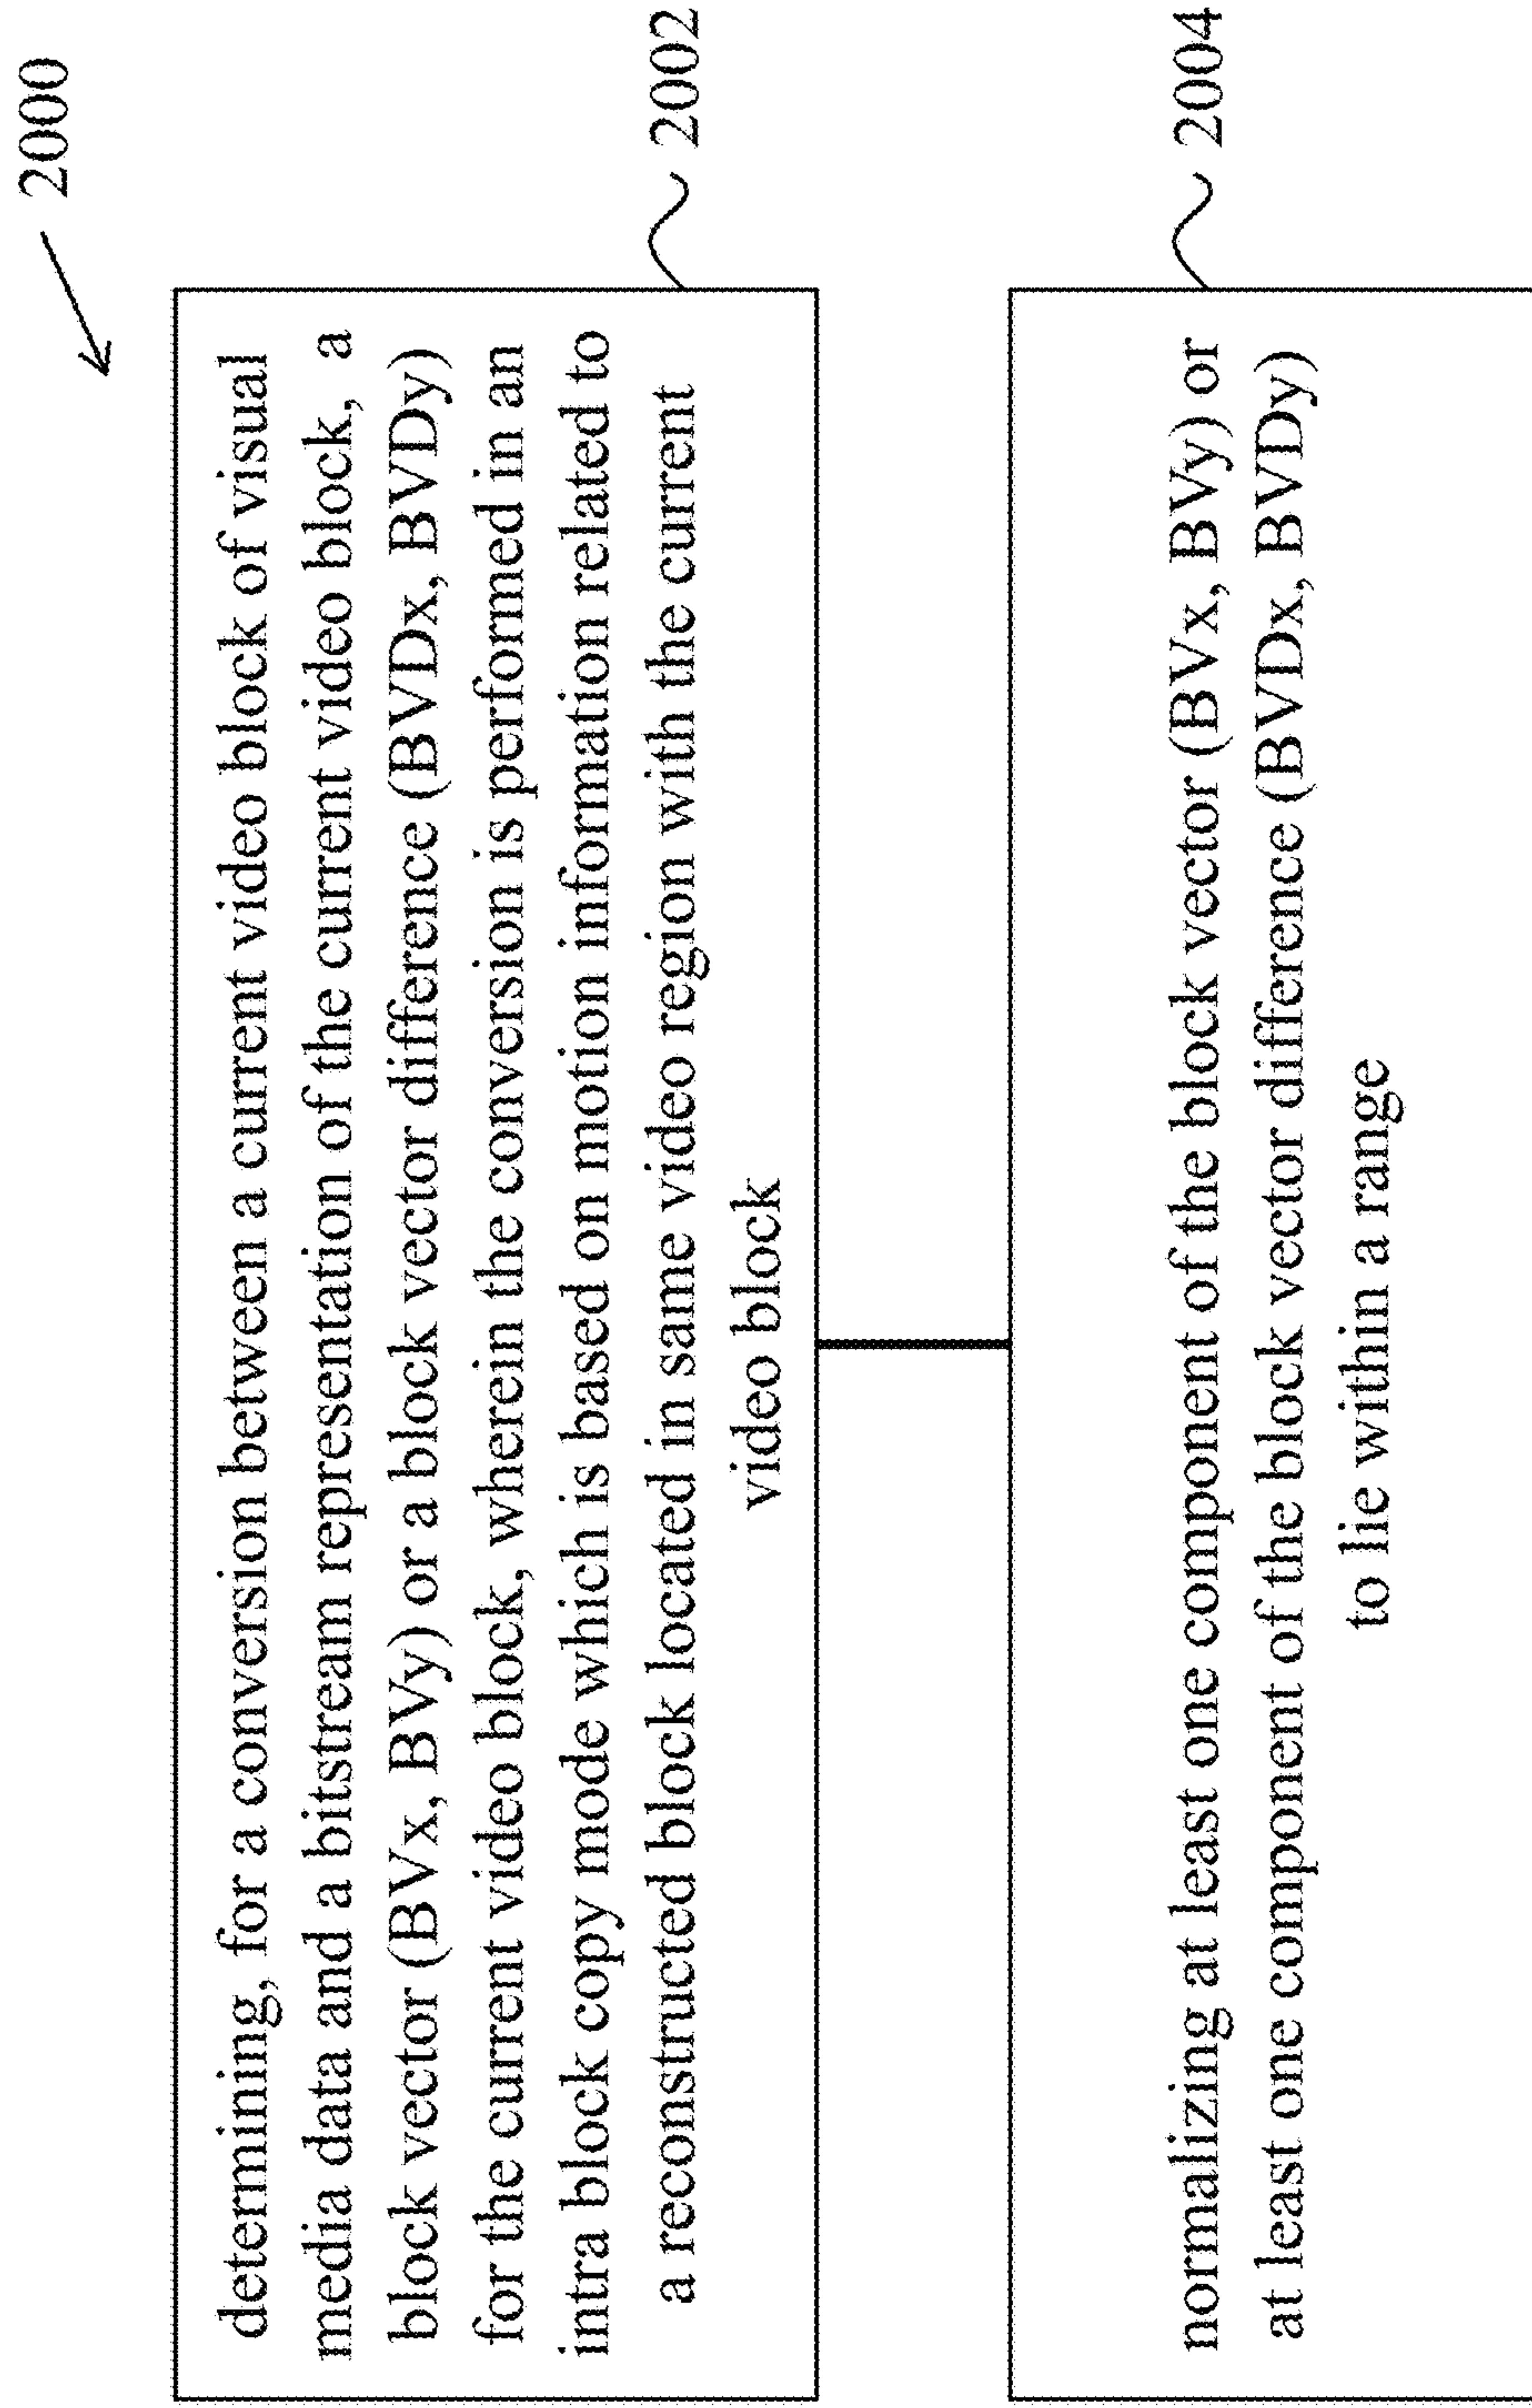 2000
determining, for a conversion between a current video block of visual
media data and a bitstream representation of the current video block, a
block vector (BVx, BVy) or a block vector difference (BVDx, BVDy)
for the current video block, wherein the conversion is performed in an
intra block copy mode which is based on motion information related to
a reconstructed block located in same video region with the current
video block
2002
normalizing at least one component of the block vector (BVx, BVy) or
at least one component of the block vector difference (BVDx, BVDy)
to lie within a range
2004